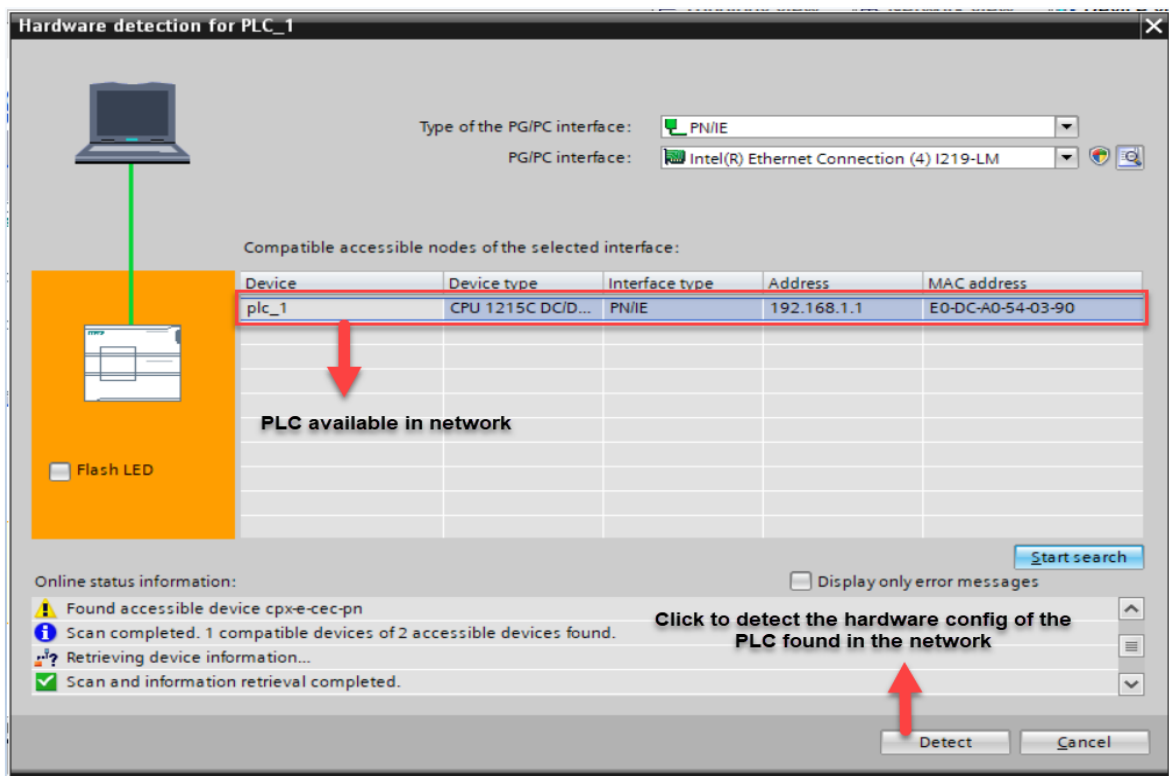 Hardware detection for PLC_1
Type of the PG/PC interface:
PN/IE
PG/PC interface:
Intel(R) Ethernet Connection (4) I219-LM
Compatible accessible nodes of the selected interface:
Device Device type Interface type Address MAC address
plc_1 CPU 1215C DC/D... PN/IE 192.168.1.1 E0-DC-A0-54-03-90
PLC available in network
Flash LED
Start search
Online status information:
Display only error messages
Found accessible device cpx-e-cec-pn
Scan completed. 1 compatible devices of 2 accessible devices found.
Retrieving device information...
Scan and information retrieval completed.
Click to detect the hardware config of the
PLC found in the network
Detect
Cancel